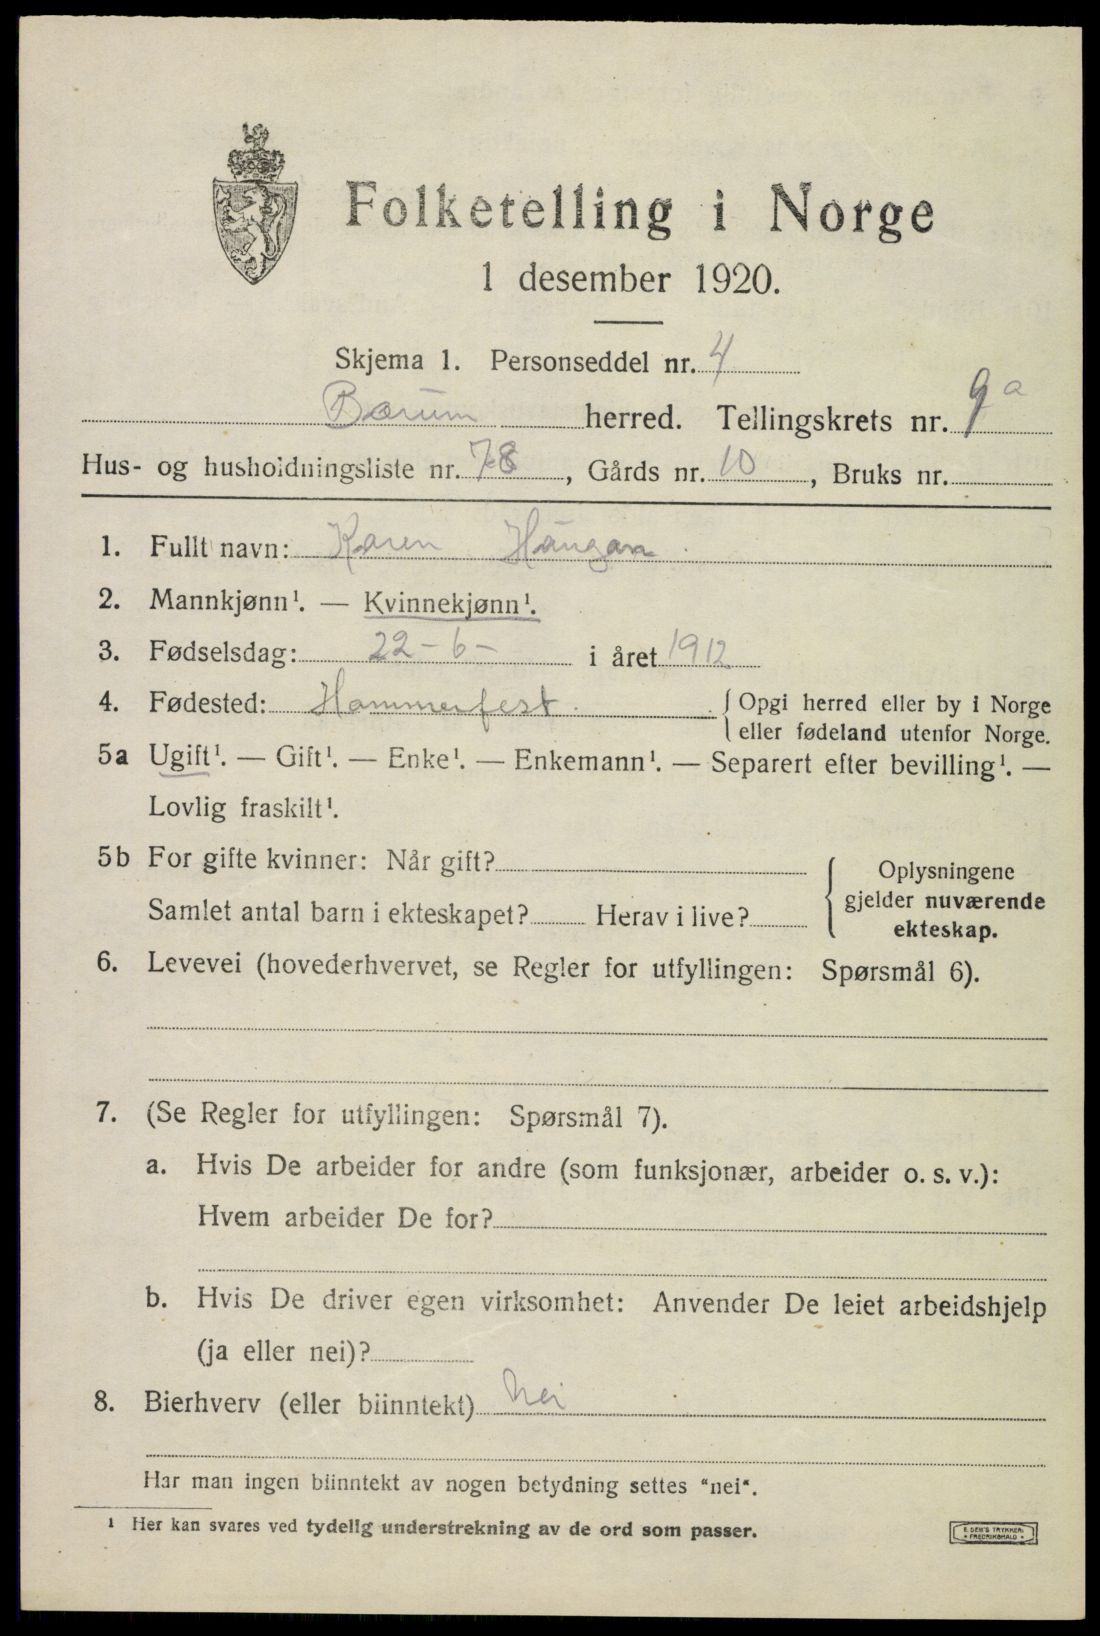 Folketelling i Norge
1 desember 1920.
Skjema 1. Personseddel nr. 4
Bærum herred. Tellingskrets nr. 9a
Hus- og husholdningsliste nr. 78, Gårds nr. 10, Bruks nr.
1. Fullt navn: Karen Haugan.
2. Mannkjønn¹. — Kvinnekjønn¹.
3. Fødselsdag: 22-6- i året 1912
4. Fødested: Hammerfest. { Opgi herred eller by i Norge
eller fødeland utenfor Norge.
5a Ugift¹. — Gift¹. — Enke¹. — Enkemann¹. — Separert efter bevilling¹. —
Lovlig fraskilt¹.
5b For gifte kvinner: Når gift?
Samlet antal barn i ekteskapet? Herav i live?
{ Oplysningene
gjelder nuværende
ekteskap.
6. Levevei (hovederhvervet, se Regler for utfyllingen: Spørsmål 6).
7. (Se Regler for utfyllingen: Spørsmål 7).
a. Hvis De arbeider for andre (som funksjonær, arbeider o. s. v.):
Hvem arbeider De for?
b. Hvis De driver egen virksomhet: Anvender De leiet arbeidshjelp
(ja eller nei)?
8. Bierhverv (eller biinntekt) Nei
Har man ingen biinntekt av nogen betydning settes "nei".
¹ Her kan svares ved tydelig understrekning av de ord som passer.
E. SEM'S TRYKKERI
* FREDRIKSHALD *